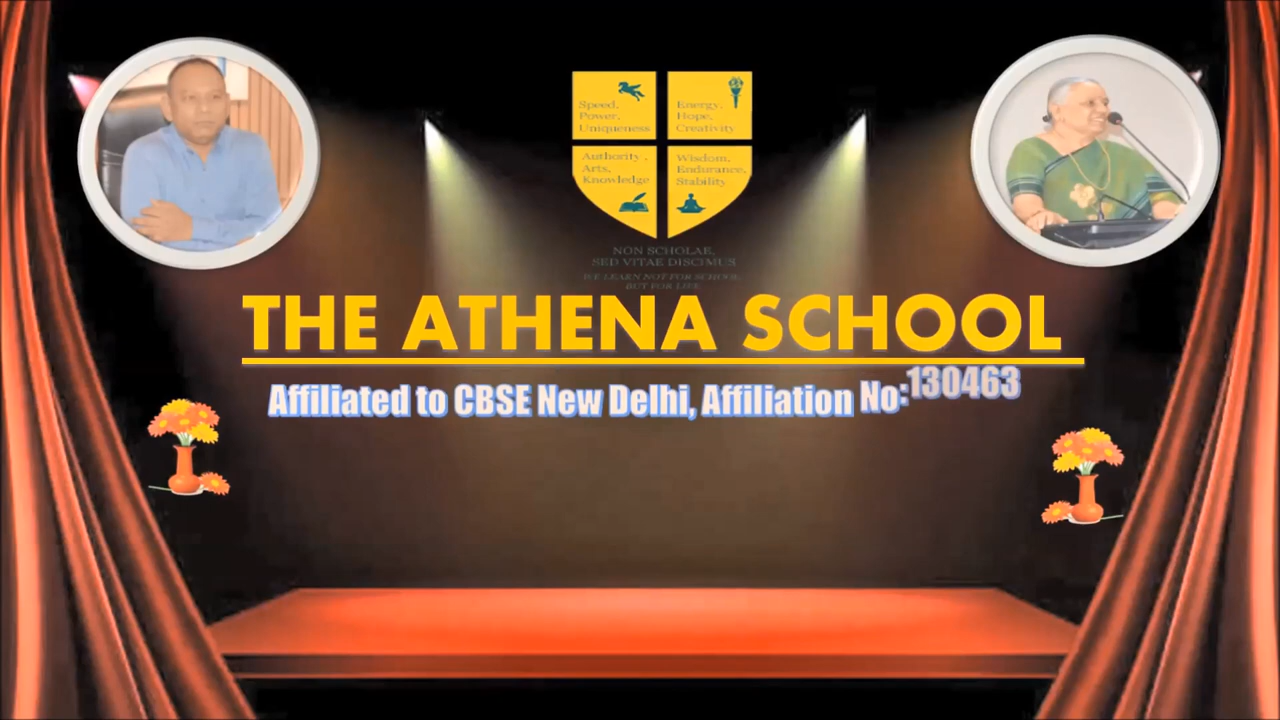 Speed,
Power,
Uniqueness
Energy,
Hope,
Creativity
Authority ,
Arts,
Knowledge
Wisdom,
Endurance,
Stability
NON SCHOLAE,
SED VITAE DISCIMUS
WE LEARN NOT FOR SCHOOL,
BUT FOR LIFE
THE ATHENA SCHOOL
Affiliated to CBSE New Delhi, Affiliation No:130463